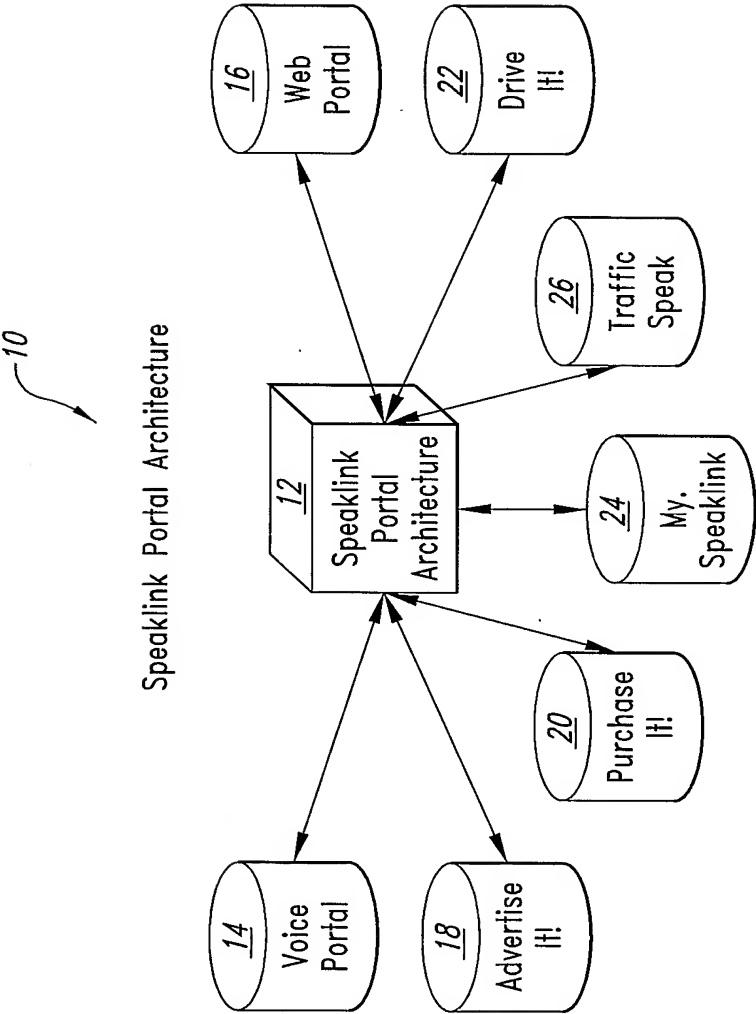 10
Speaklink Portal Architecture
14
Voice
Portal
16
Web
Portal
12
Speaklink
Portal
Architecture
18
Advertise
It!
22
Drive
It!
20
Purchase
It!
26
Traffic
Speak
24
My.
Speaklink